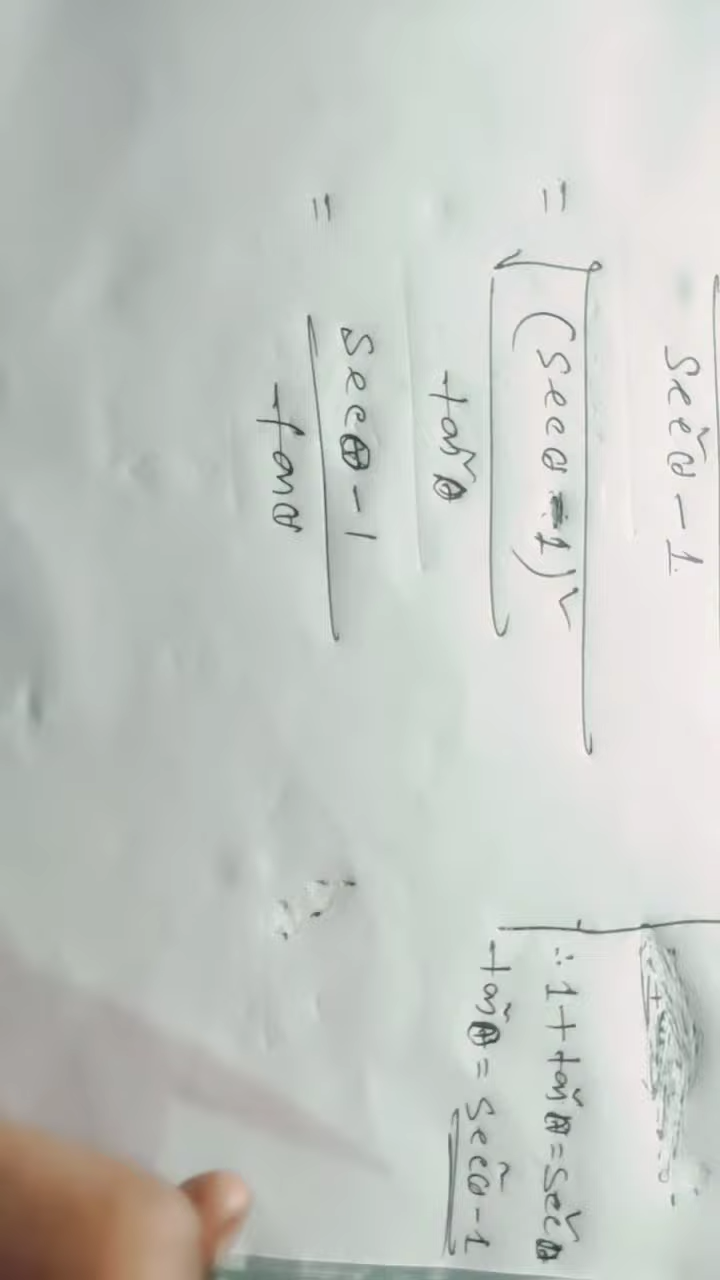 sec²θ - 1
= √(secθ - 1)²
tan²θ
= secθ - 1
tanθ
∴ 1 + tan²θ = sec²θ
tan²θ = sec²θ - 1